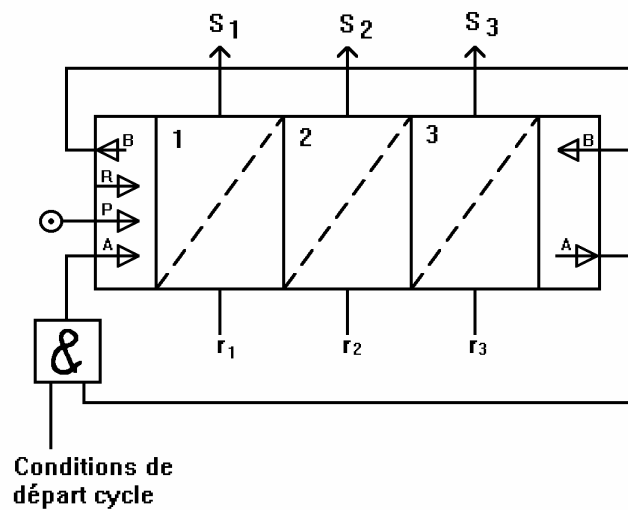 S1 S2 S3
B 1 2 3 B
R
P
A A
r1 r2 r3
&
Conditions de
départ cycle